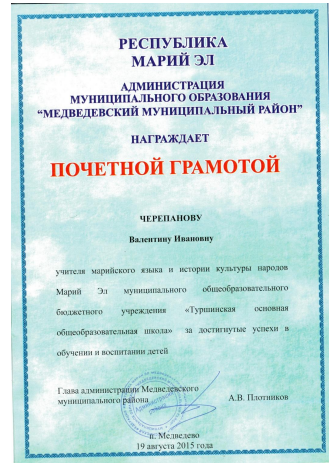 РЕСПУБЛИКА
МАРИЙ ЭЛ
АДМИНИСТРАЦИЯ
МУНИЦИПАЛЬНОГО ОБРАЗОВАНИЯ
“МЕДВЕДЕВСКИЙ МУНИЦИПАЛЬНЫЙ РАЙОН”
НАГРАЖДАЕТ
ПОЧЕТНОЙ ГРАМОТОЙ
ЧЕРЕПАНОВУ
Валентину Ивановну
учителя марийского языка и истории культуры народов
Марий Эл муниципального общеобразовательного
бюджетного учреждения «Туршинская основная
общеобразовательная школа» за достигнутые успехи в
обучении и воспитании детей
Глава администрации Медведевского
муниципального района А.В. Плотников
п. Медведево
19 августа 2015 года